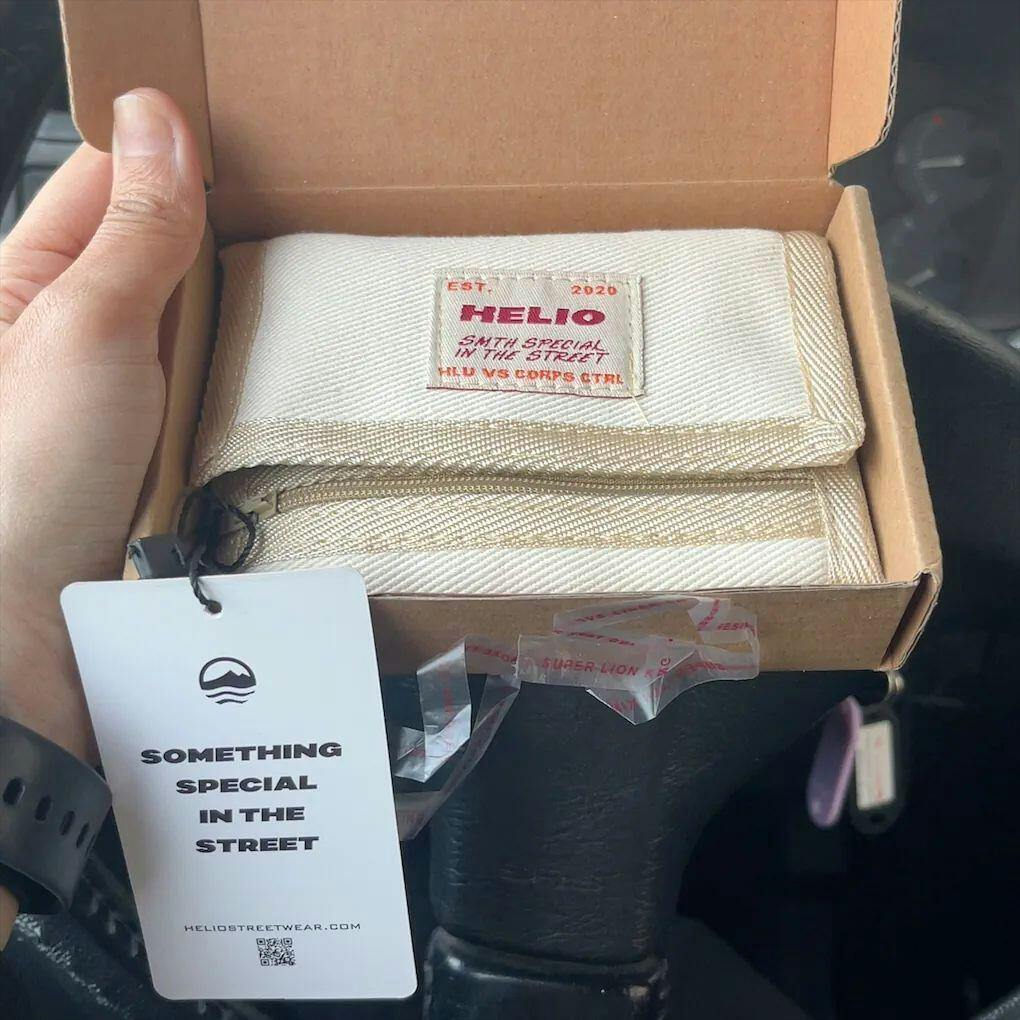 EST. 2020
HELIO
SMTH SPECIAL
IN THE STREET
HLU VS CORPS CTRL
SUPER LION
SOMETHING
SPECIAL
IN THE
STREET
HELIOSTREETWEAR.COM